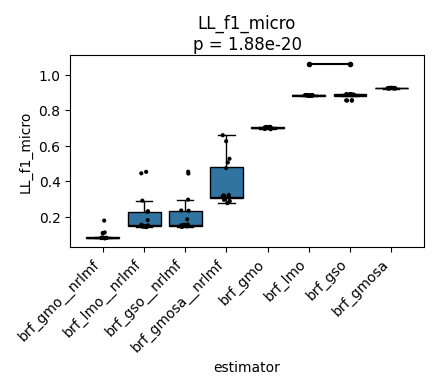 LL_f1_micro
p = 1.88e-20
LL_f1_micro
1.0
0.8
0.6
0.4
0.2
brf_gmo__nrlmf
brf_lmo__nrlmf
brf_gso__nrlmf
brf_gmosa__nrlmf
brf_gmo
brf_lmo
brf_gso
brf_gmosa
estimator